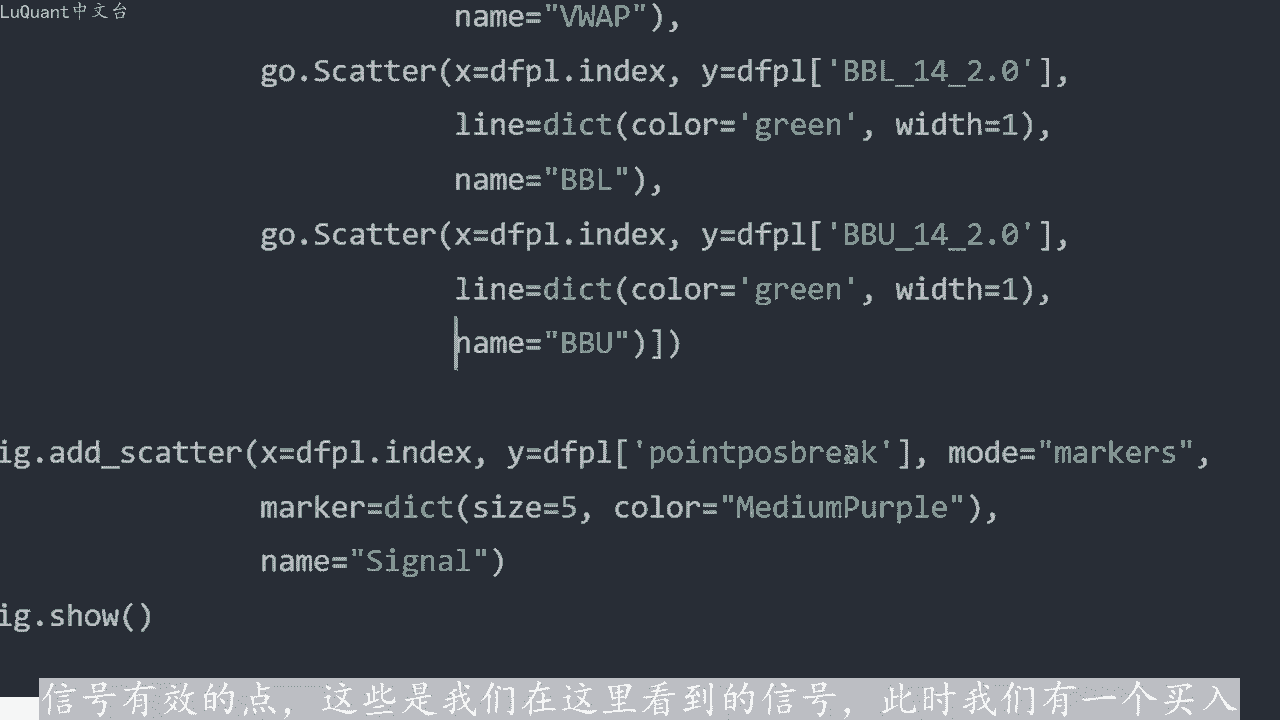 LuQuant中文台
name="VWAP"),
go.Scatter(x=dfpl.index, y=dfpl['BBL_14_2.0'],
line=dict(color='green', width=1),
name="BBL"),
go.Scatter(x=dfpl.index, y=dfpl['BBU_14_2.0'],
line=dict(color='green', width=1),
name="BBU")])
ig.add_scatter(x=dfpl.index, y=dfpl['pointposbreak'], mode="markers",
marker=dict(size=5, color="MediumPurple"),
name="Signal")
ig.show()
信号有效的点，这些是我们在这里看到的信号，此时我们有一个买入